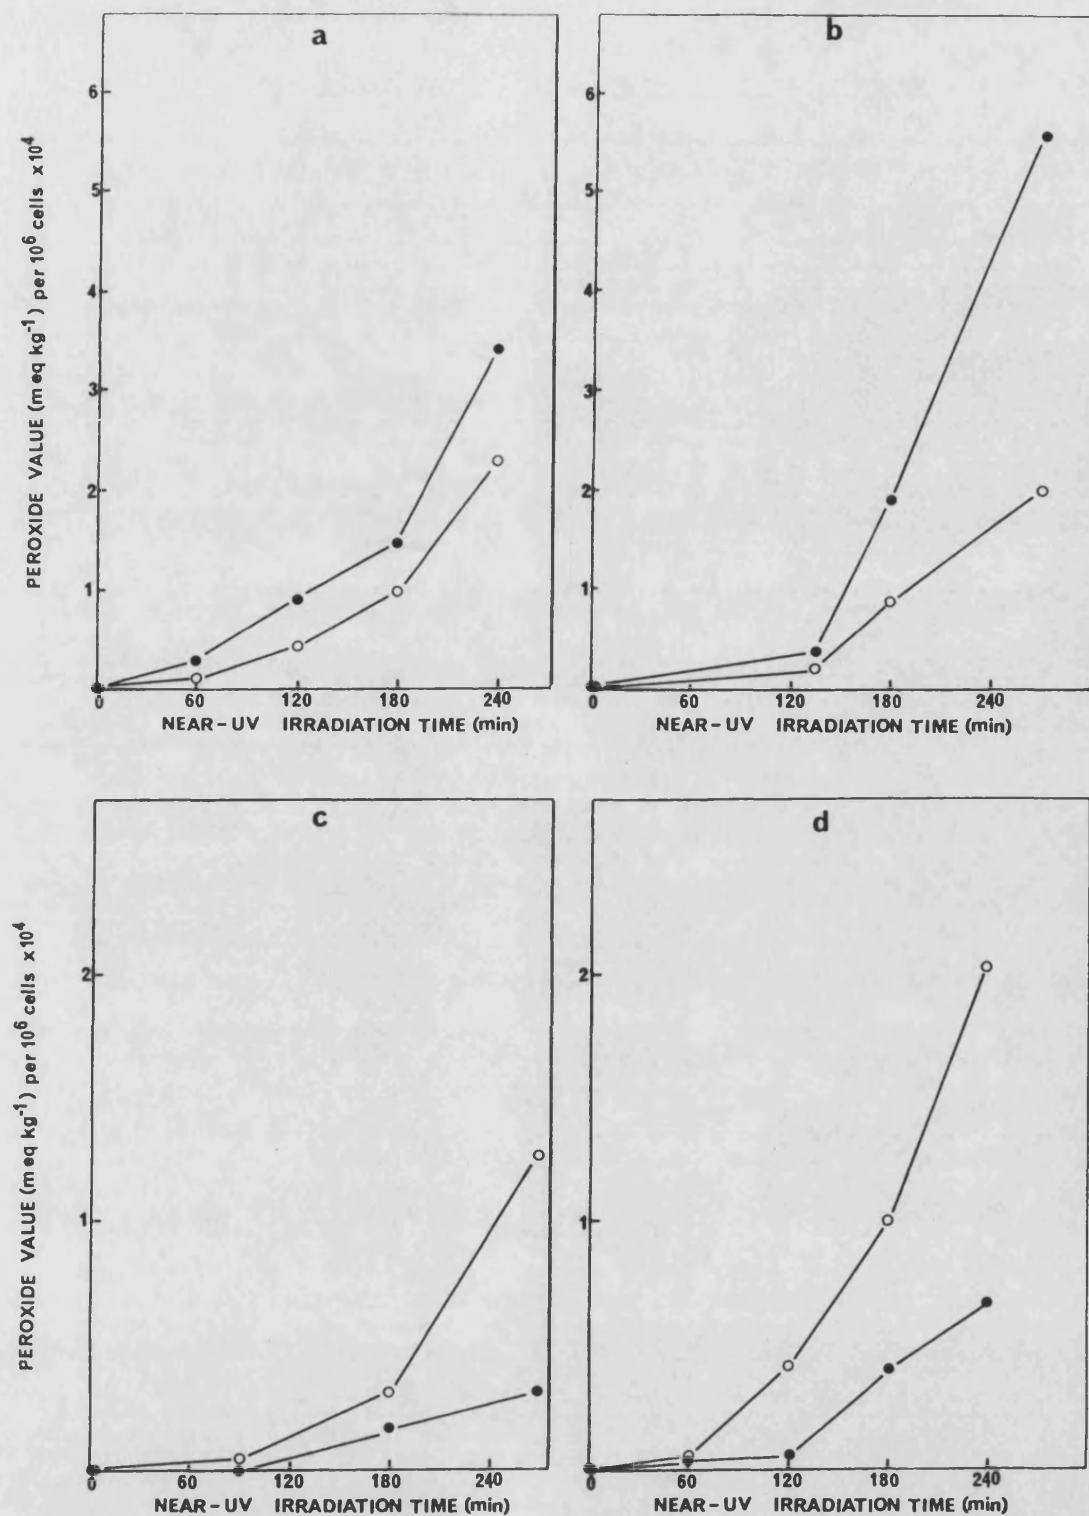 a
PEROXIDE VALUE (meq kg⁻¹) per 10⁶ cells x10⁴
6
5
4
3
2
1
0 60 120 180 240
NEAR-UV IRRADIATION TIME (min)
b
6
5
4
3
2
1
0 60 120 180 240
NEAR-UV IRRADIATION TIME (min)
c
PEROXIDE VALUE (meq kg⁻¹) per 10⁶ cells x10⁴
2
1
0 60 120 180 240
NEAR-UV IRRADIATION TIME (min)
d
2
1
0 60 120 180 240
NEAR-UV IRRADIATION TIME (min)